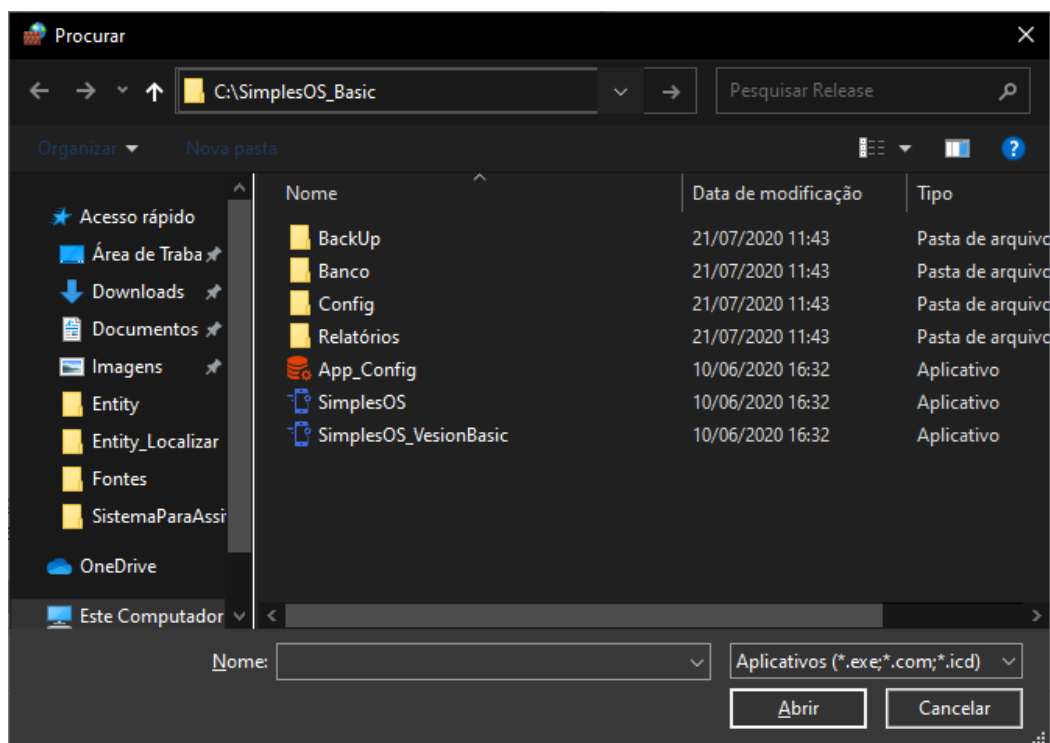 Procurar
C:\SimplesOS_Basic
Pesquisar Release
Organizar
Nova pasta
Acesso rápido
Área de Traba
Downloads
Documentos
Imagens
Entity
Entity_Localizar
Fontes
SistemaParaAssi
OneDrive
Este Computador
Nome Data de modificação Tipo
BackUp 21/07/2020 11:43 Pasta de arquivo
Banco 21/07/2020 11:43 Pasta de arquivo
Config 21/07/2020 11:43 Pasta de arquivo
Relatórios 21/07/2020 11:43 Pasta de arquivo
App_Config 10/06/2020 16:32 Aplicativo
SimplesOS 10/06/2020 16:32 Aplicativo
SimplesOS_VesionBasic 10/06/2020 16:32 Aplicativo
Nome:
Aplicativos (*.exe;*.com;*.icd)
Abrir
Cancelar